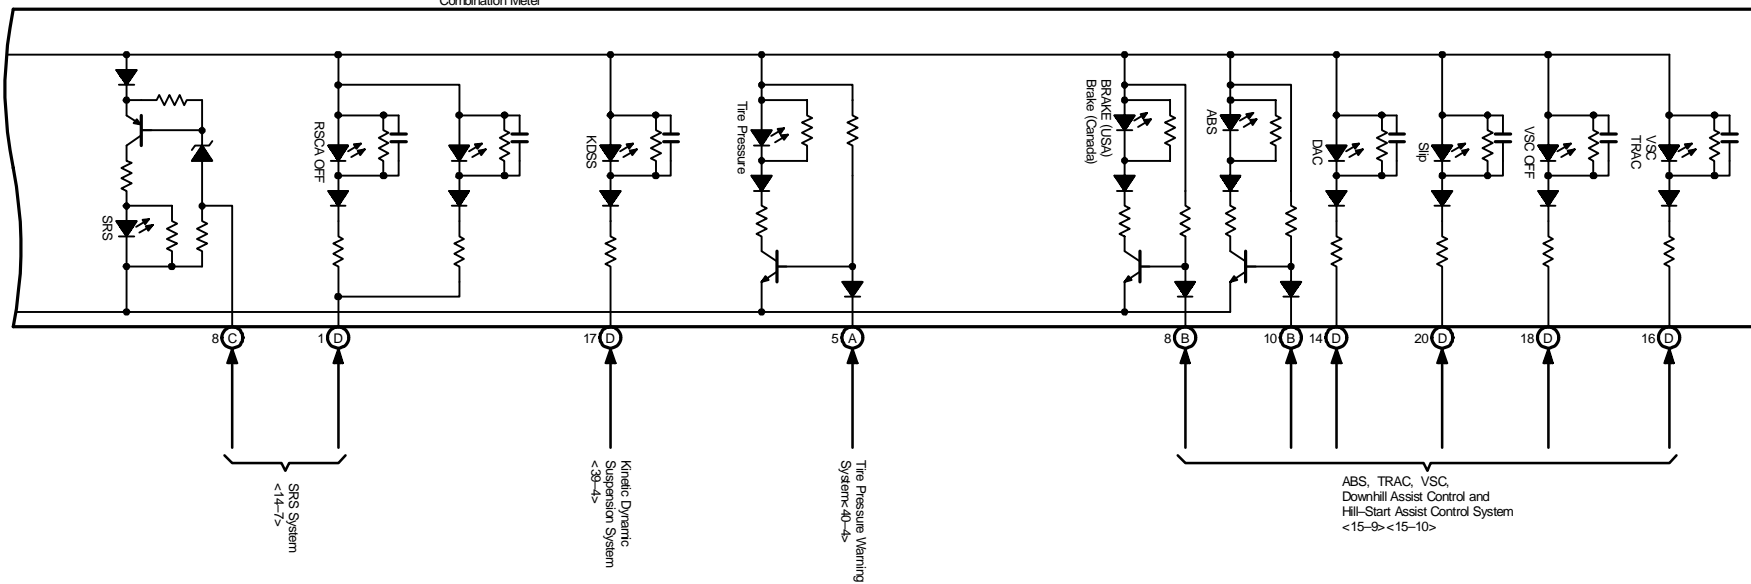 Combination Meter
SRS
RSCA OFF
KDSS
Tire Pressure
BRAKE (USA)
Brake (Canada)
ABS
DAC
Slip
VSC OFF
VSC
TRAC
8 C
1 D
17 D
5 A
8 B
10 B
14 D
20 D
18 D
16 D
SRS System
<14–7>
Kinetic Dynamic
Suspension System
<39–4>
Tire Pressure Warning
System<40–4>
ABS, TRAC, VSC,
Downhill Assist Control and
Hill–Start Assist Control System
<15–9><15–10>